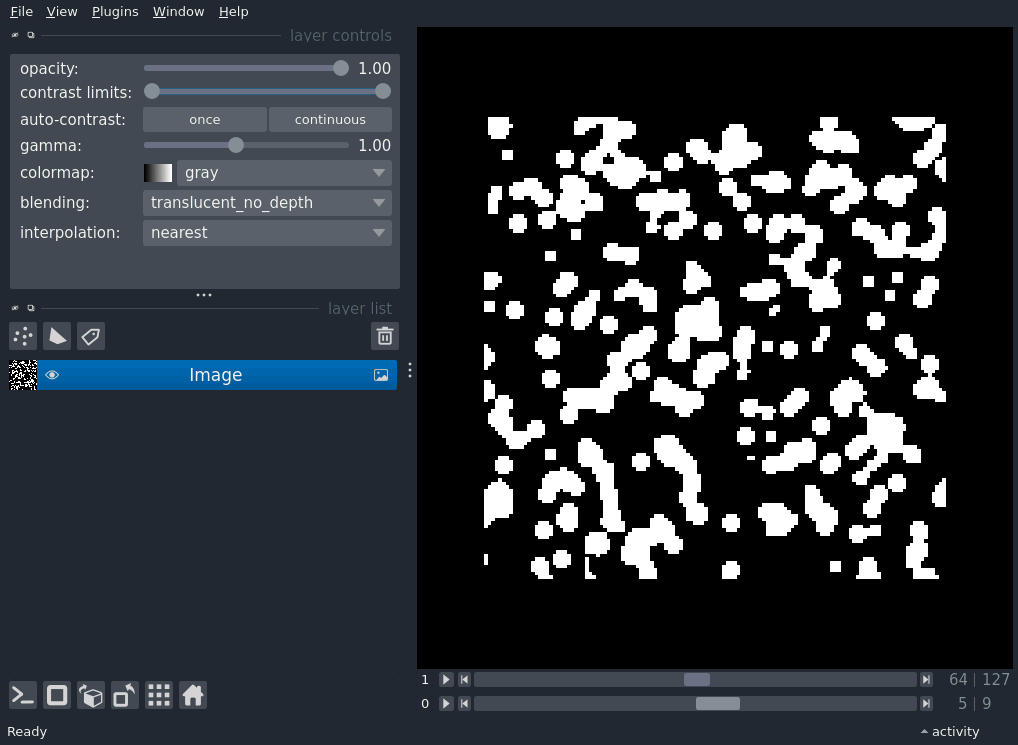 File View Plugins Window Help
layer controls
opacity: 1.00
contrast limits:
auto-contrast: once continuous
gamma: 1.00
colormap: gray
blending: translucent_no_depth
interpolation: nearest
layer list
Image
1 64 | 127
0 5 | 9
Ready activity